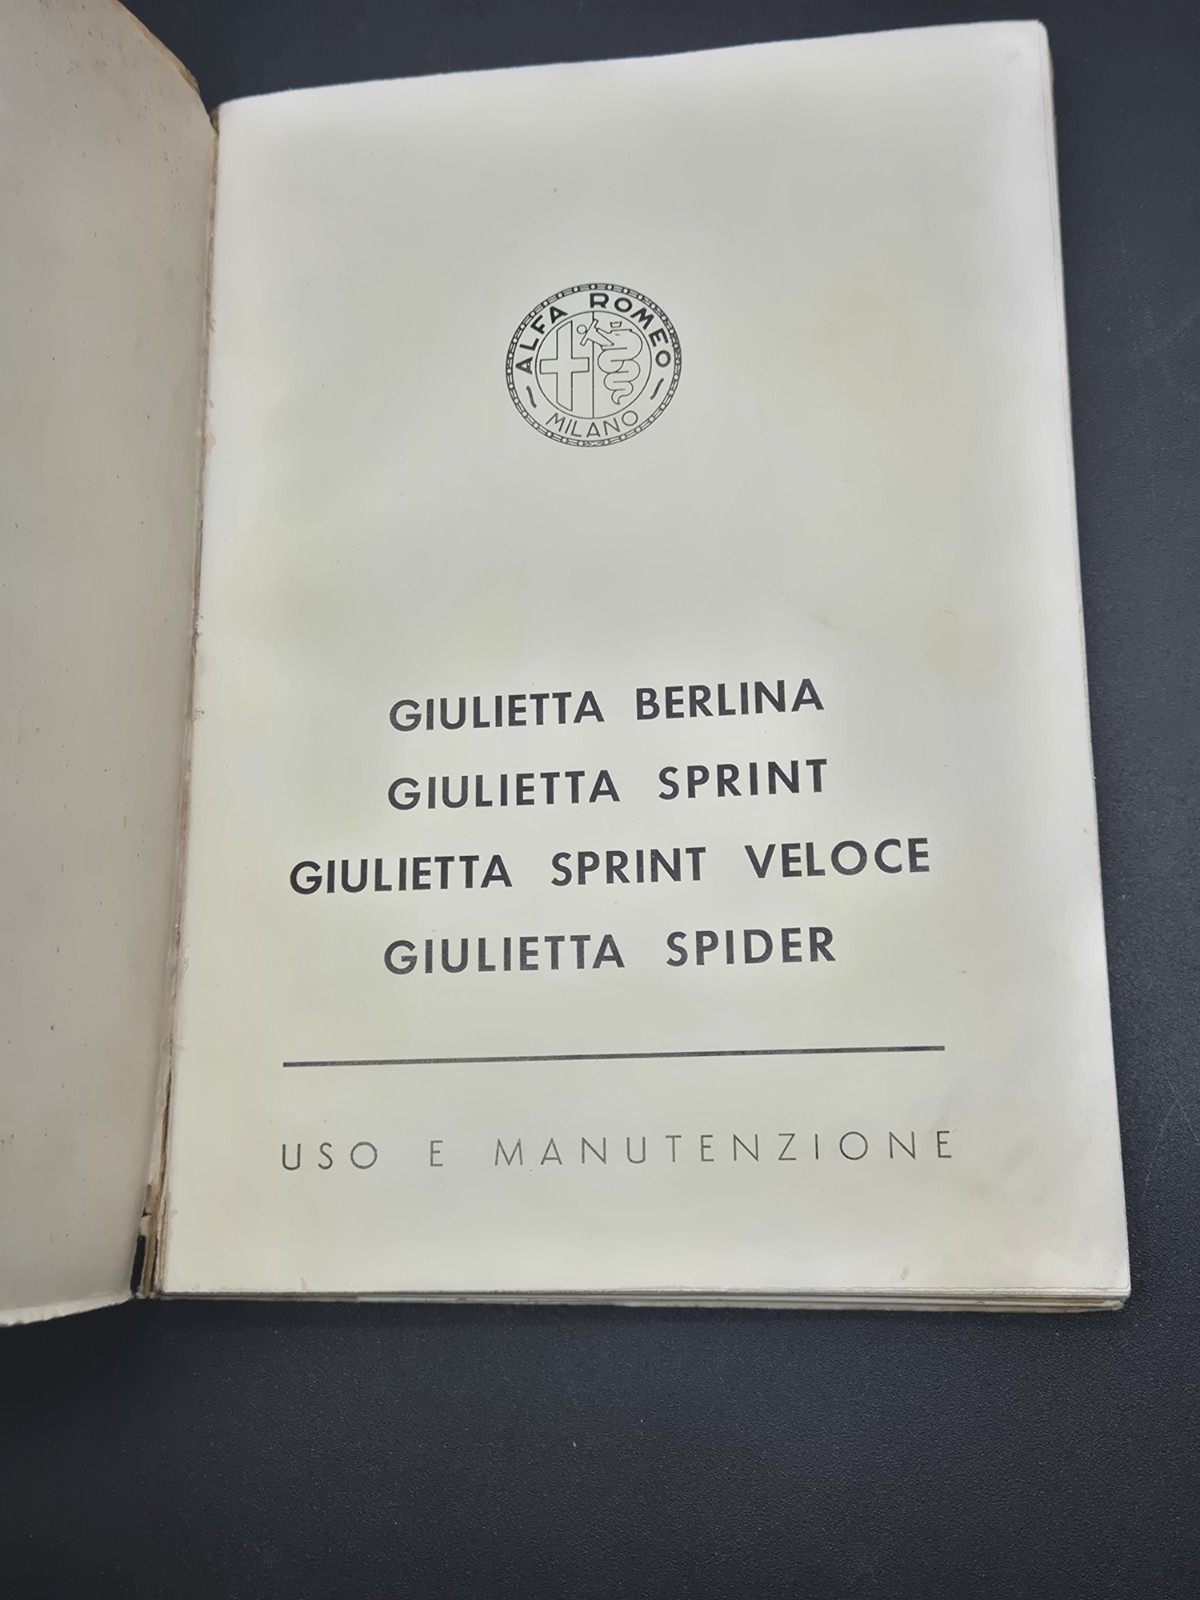 ALFA ROMEO
MILANO
GIULIETTA BERLINA
GIULIETTA SPRINT
GIULIETTA SPRINT VELOCE
GIULIETTA SPIDER
USO E MANUTENZIONE